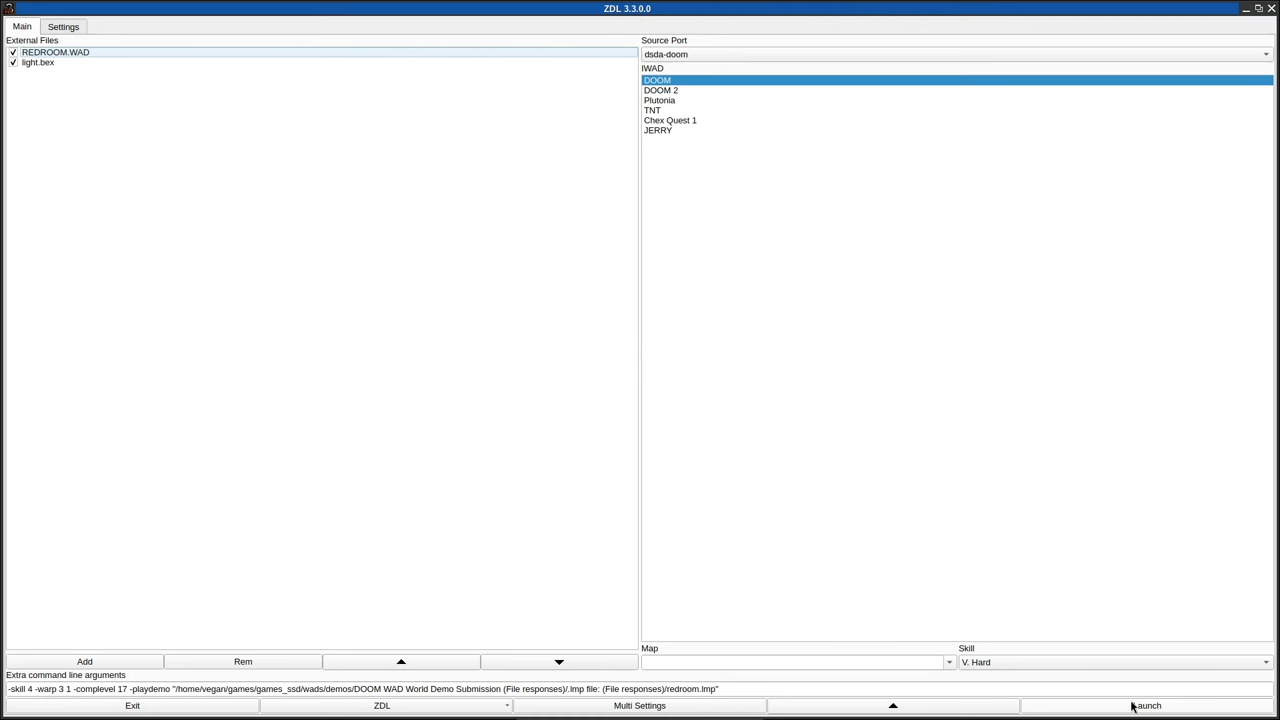 ZDL 3.3.0.0
Main Settings
External Files
REDROOM.WAD
light.bex
Source Port
dsda-doom
IWAD
DOOM
DOOM 2
Plutonia
TNT
Chex Quest 1
JERRY
Add Rem
Map
Skill
V. Hard
Extra command line arguments
-skill 4 -warp 3 1 -complevel 17 -playdemo "/home/vegan/games/games_ssd/wads/demos/DOOM WAD World Demo Submission (File responses)/.lmp file: (File responses)/redroom.lmp"
Exit ZDL Multi Settings Launch